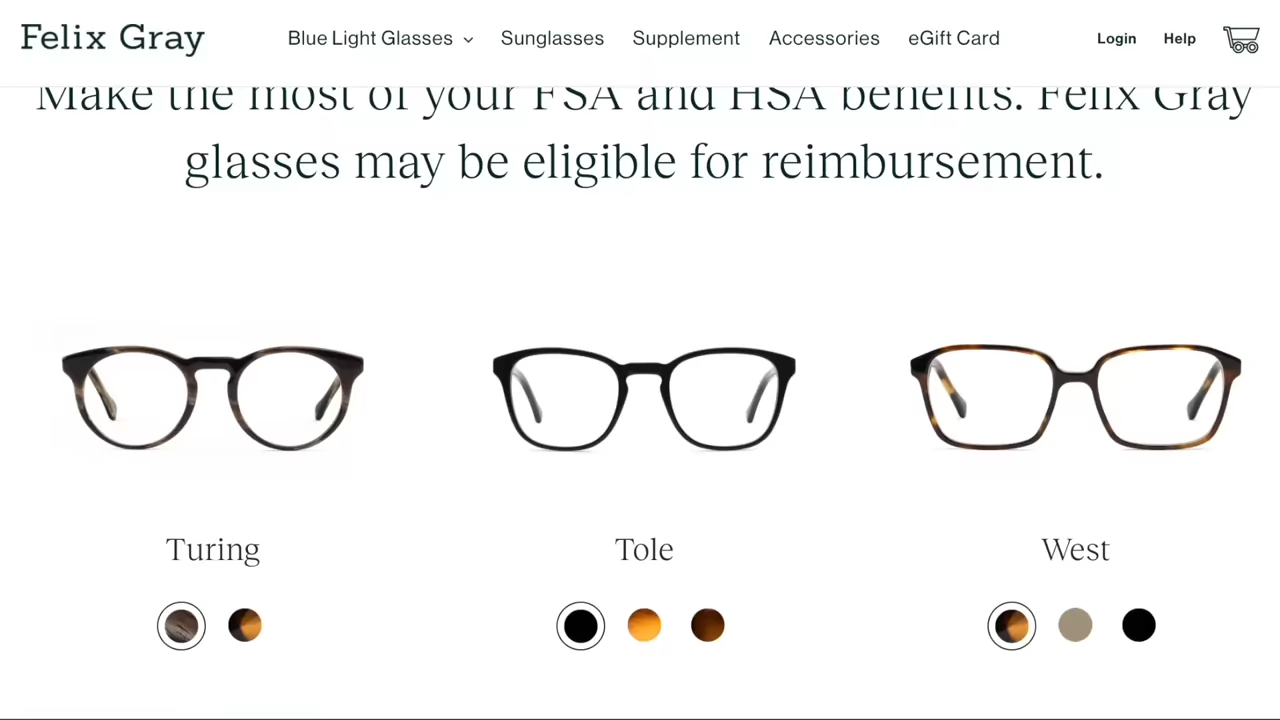 Felix Gray
Blue Light Glasses Sunglasses Supplement Accessories eGift Card Login Help
Make the most of your FSA and HSA benefits. Felix Gray
glasses may be eligible for reimbursement.
Turing Tole West